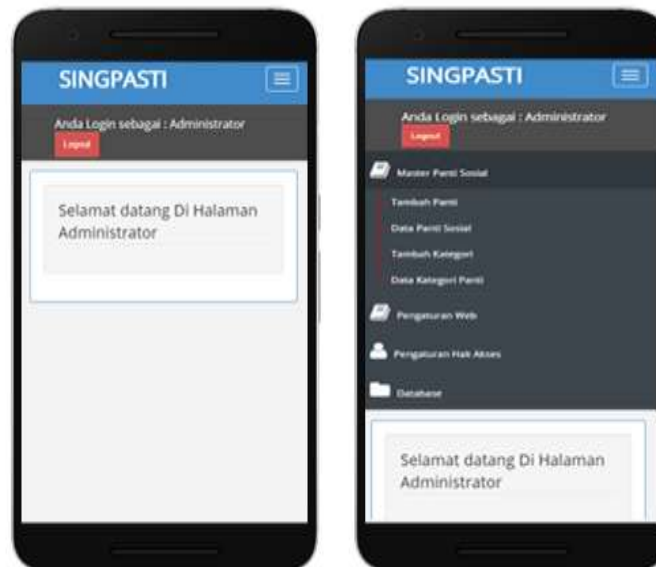 SINGPASTI
Anda Login sebagai : Administrator
Logout
Selamat datang Di Halaman
Administrator
SINGPASTI
Anda Login sebagai : Administrator
Logout
Master Panti Sosial
Tambah Panti
Data Panti Sosial
Tambah Kategori
Data Kategori Panti
Pengaturan Web
Pengaturan Hak Akses
Database
Selamat datang Di Halaman
Administrator